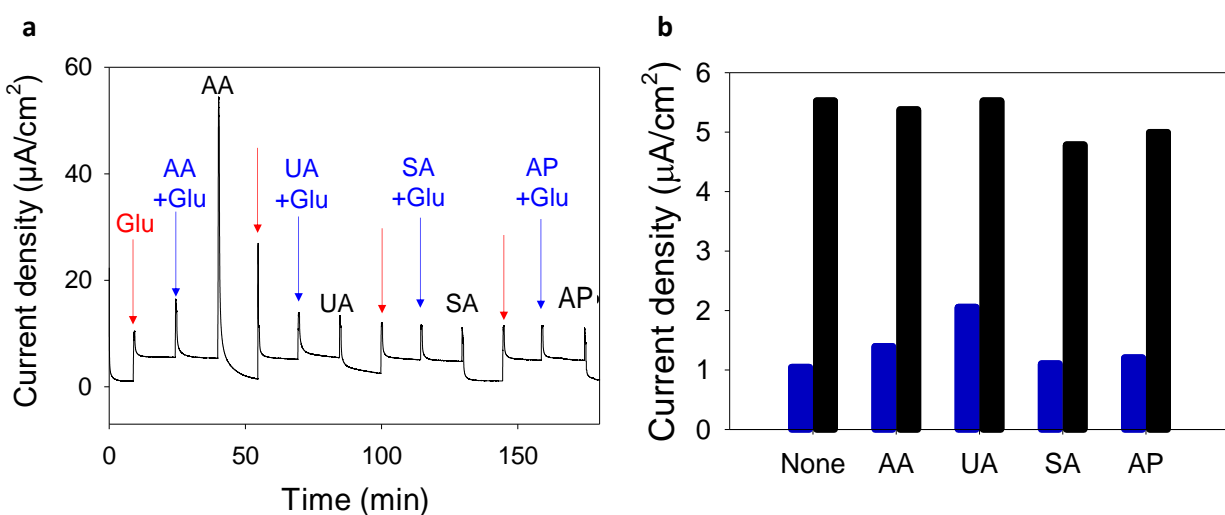 a
Current density (µA/cm²)
60
40
20
0
0
50
100
150
Time (min)
Glu
AA
+Glu
AA
UA
+Glu
UA
SA
+Glu
SA
AP
+Glu
AP
b
Current density (µA/cm²)
6
5
4
3
2
1
0
None
AA
UA
SA
AP